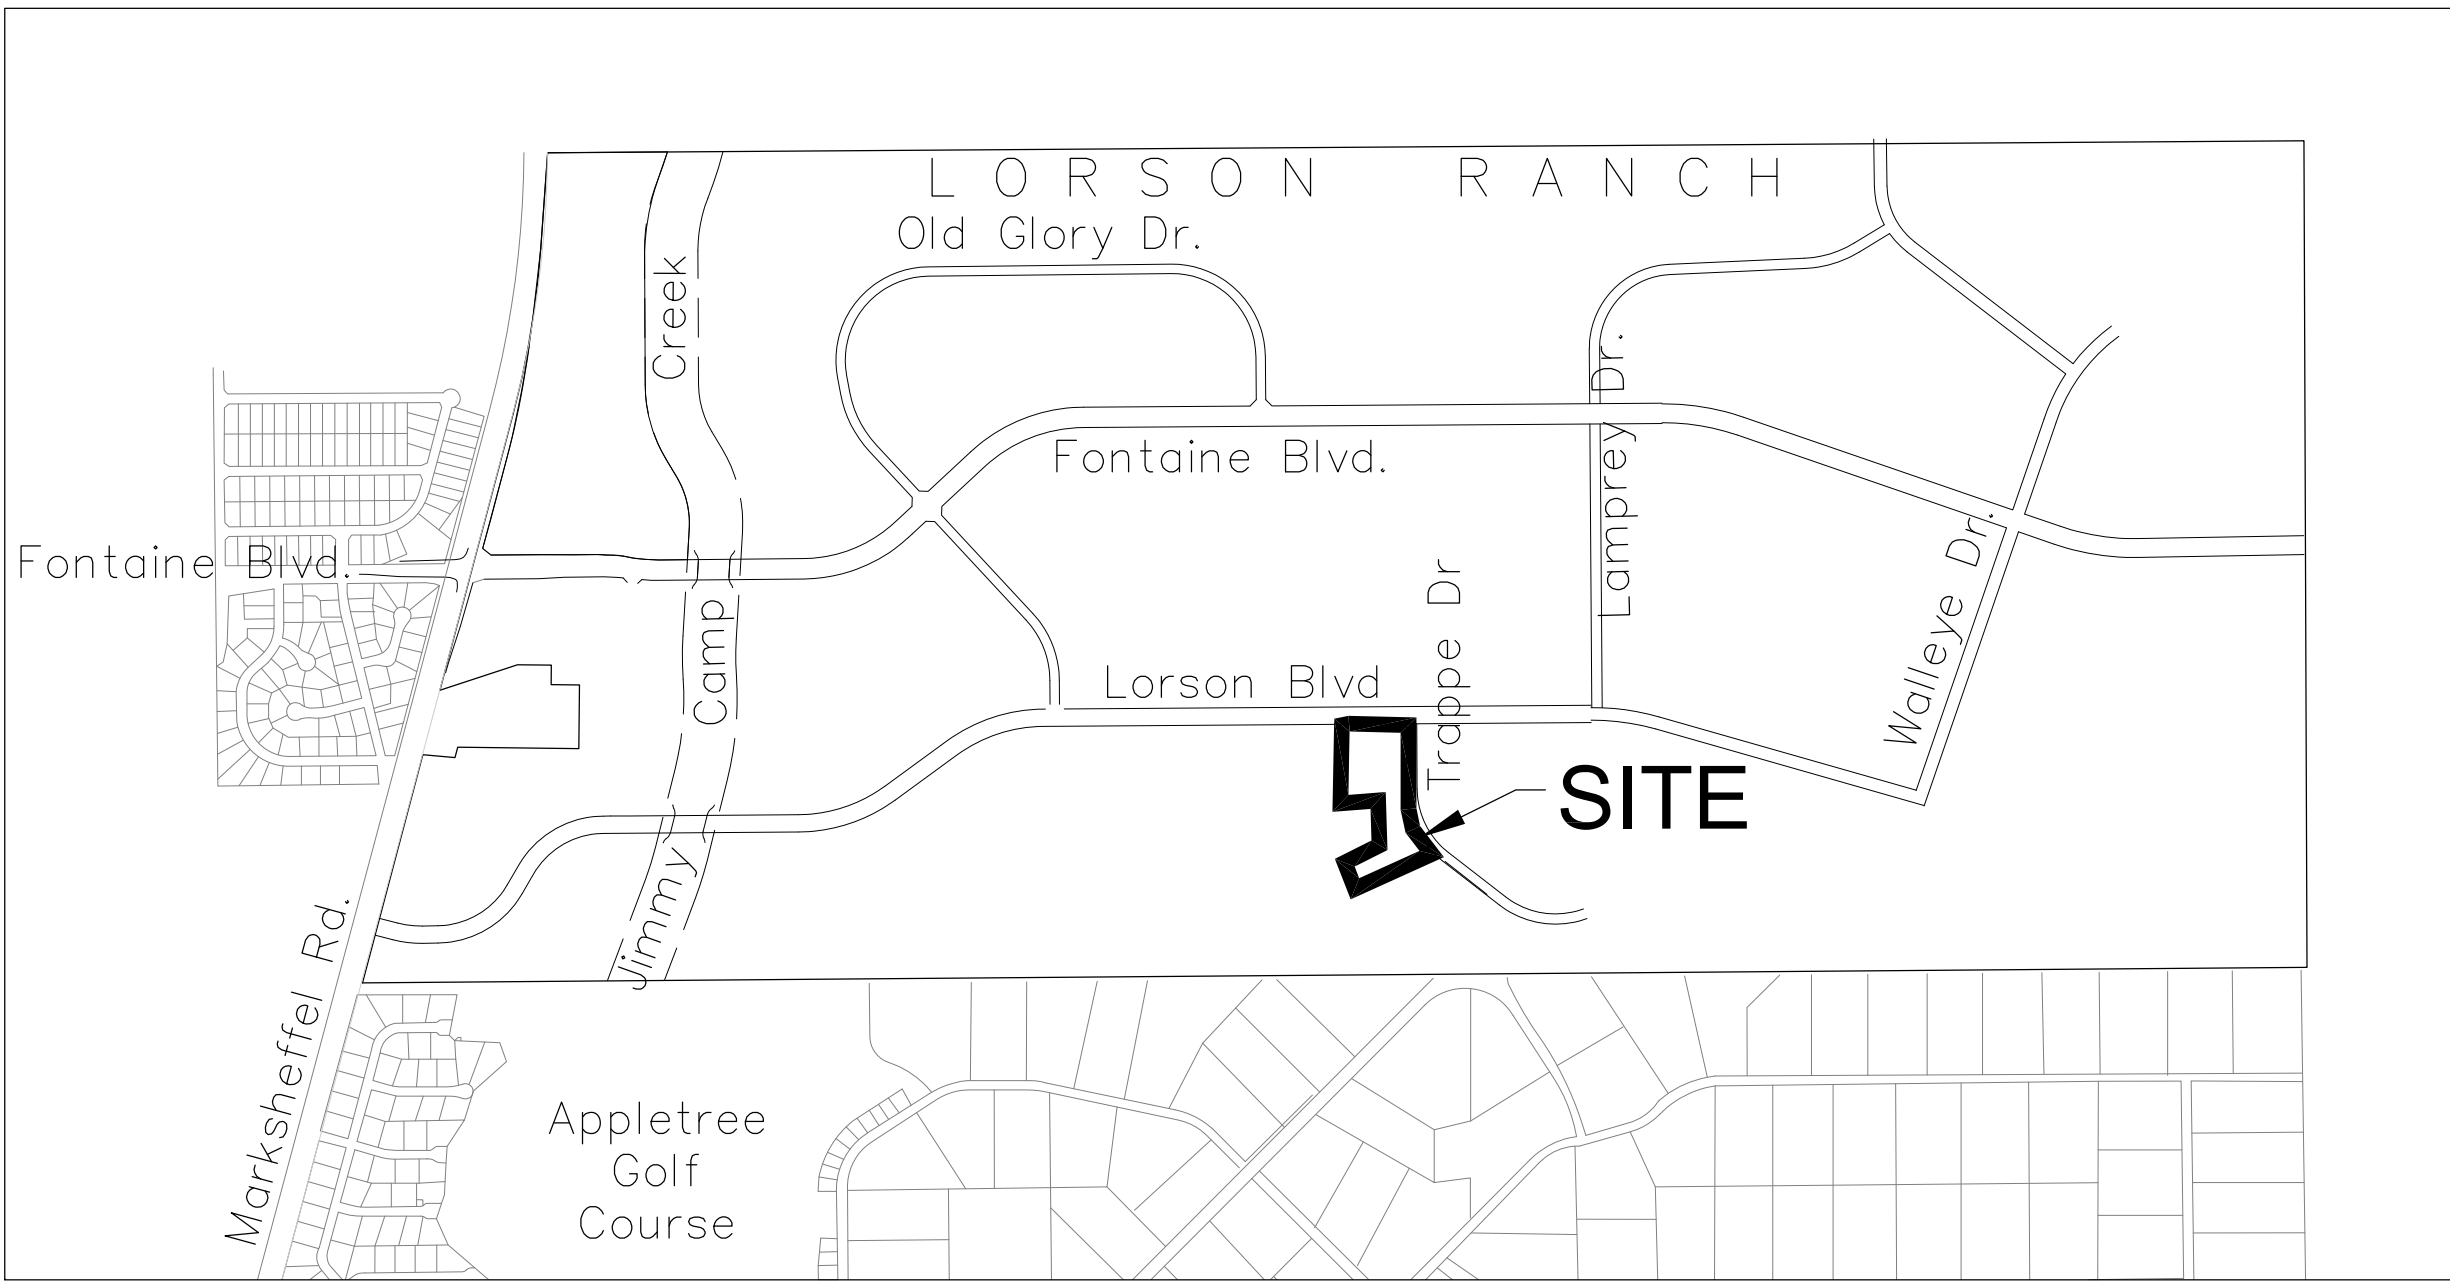 LORSON RANCH
Old Glory Dr.
Creek
Lamprey Dr.
Fontaine Blvd.
Fontaine Blvd.
Trappe Dr
Walleye Dr.
Camp
Lorson Blvd
SITE
Jimmy
Marksheffel Rd.
Appletree
Golf
Course